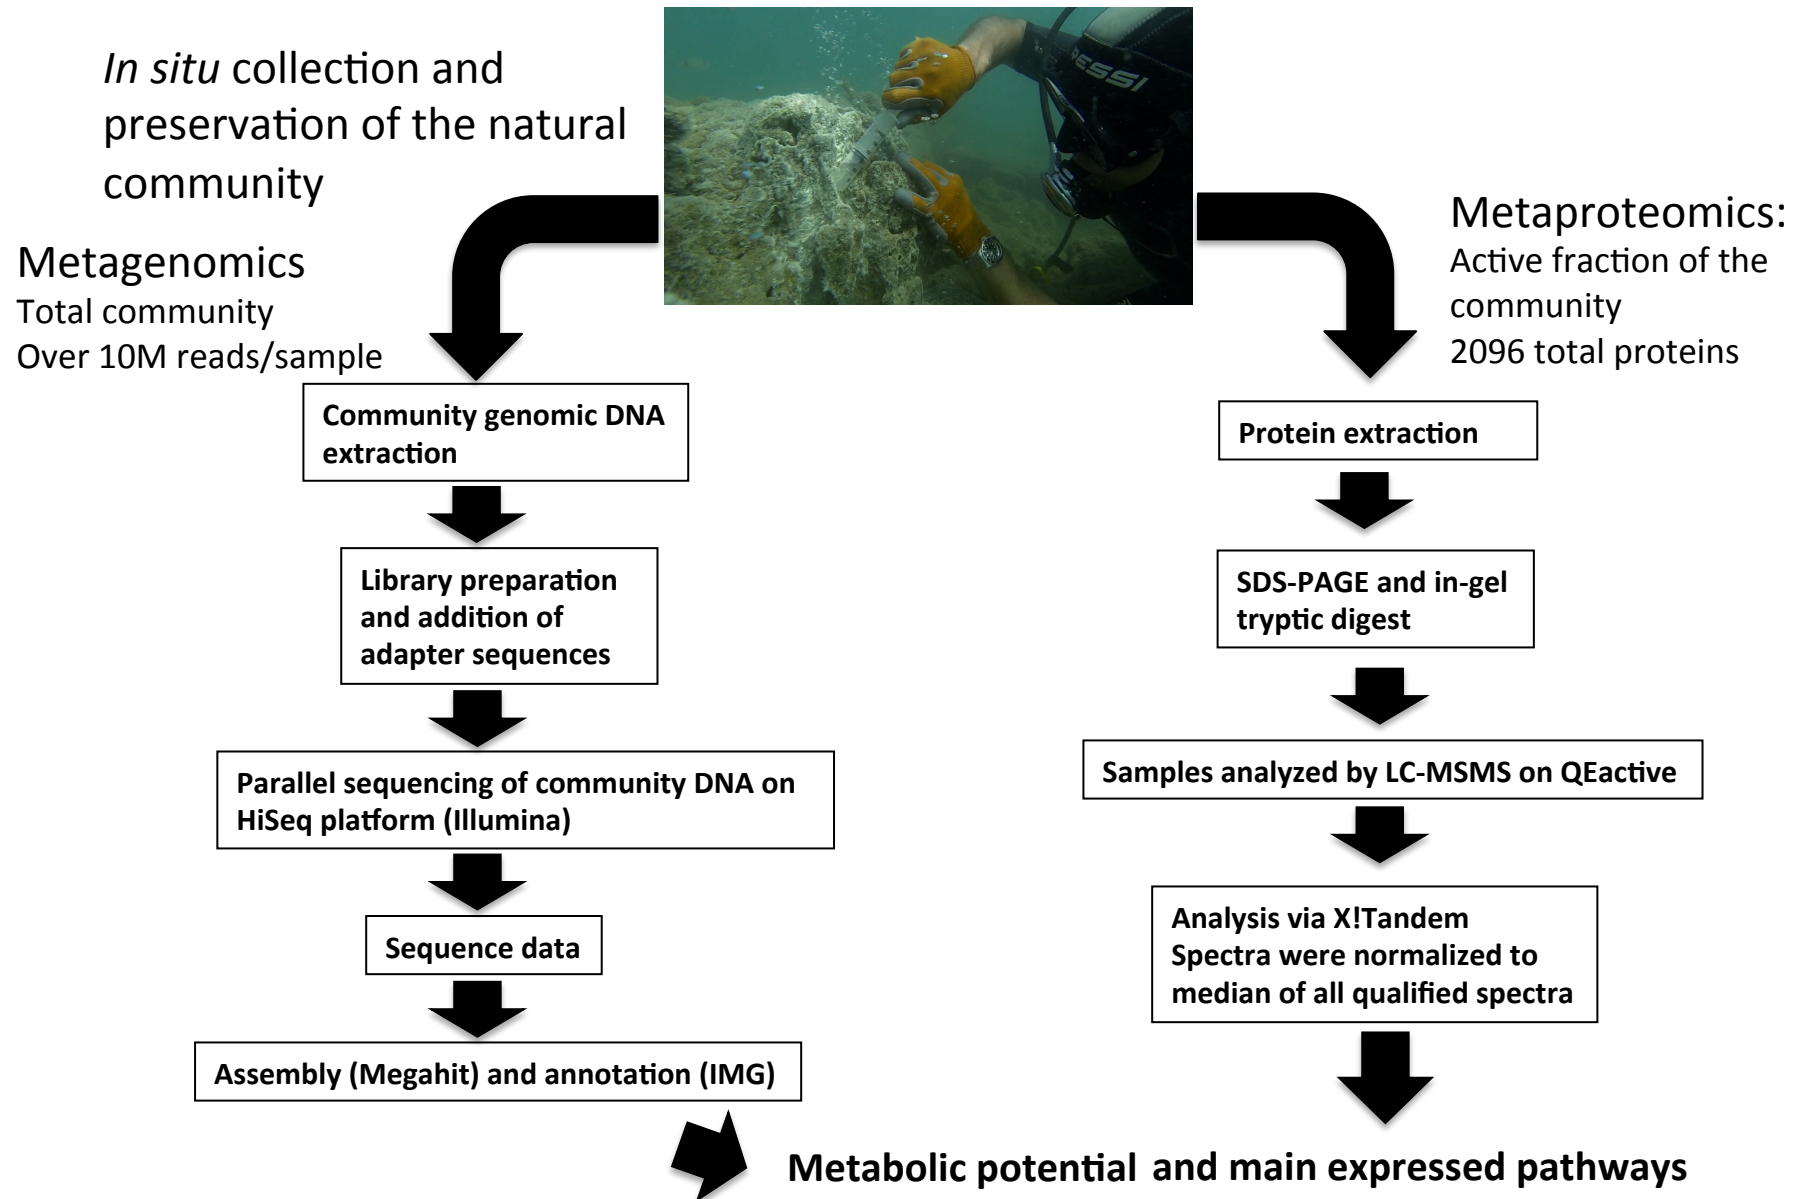 In situ collection and
preservation of the natural
community
RESSI
Metagenomics
Total community
Over 10M reads/sample
Metaproteomics:
Active fraction of the
community
2096 total proteins
Community genomic DNA
extraction
Library preparation
and addition of
adapter sequences
Parallel sequencing of community DNA on
HiSeq platform (Illumina)
Sequence data
Assembly (Megahit) and annotation (IMG)
Protein extraction
SDS-PAGE and in-gel
tryptic digest
Samples analyzed by LC-MSMS on QEactive
Analysis via X!Tandem
Spectra were normalized to
median of all qualified spectra
Metabolic potential and main expressed pathways